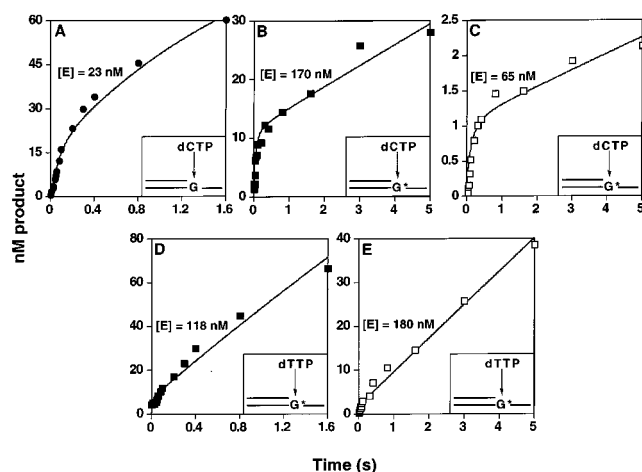 A
60
45
30
15
0
[E] = 23 nM
dCTP
G
0 0.4 0.8 1.2 1.6
B
30
20
10
0
[E] = 170 nM
dCTP
G*
0 1 2 3 4 5
C
2.5
2
1.5
1
0.5
0
[E] = 65 nM
dCTP
G*
0 1 2 3 4 5
nM product
D
80
60
40
20
0
[E] = 118 nM
dTTP
G*
0 0.4 0.8 1.2 1.6
E
40
30
20
10
0
[E] = 180 nM
dTTP
G*
0 1 2 3 4 5
Time (s)